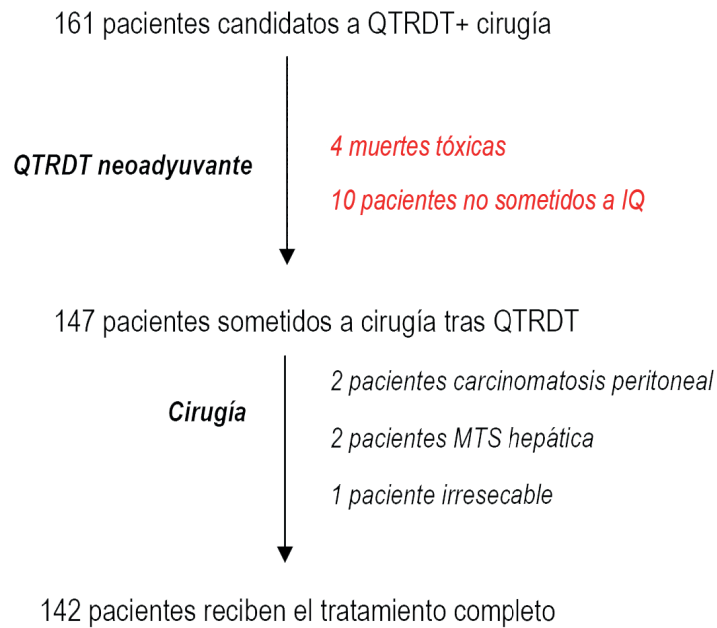 161 pacientes candidatos a QTRDT+ cirugía
QTRDT neoadyuvante
4 muertes tóxicas
10 pacientes no sometidos a IQ
147 pacientes sometidos a cirugía tras QTRDT
Cirugía
2 pacientes carcinomatosis peritoneal
2 pacientes MTS hepática
1 paciente irresecable
142 pacientes reciben el tratamiento completo